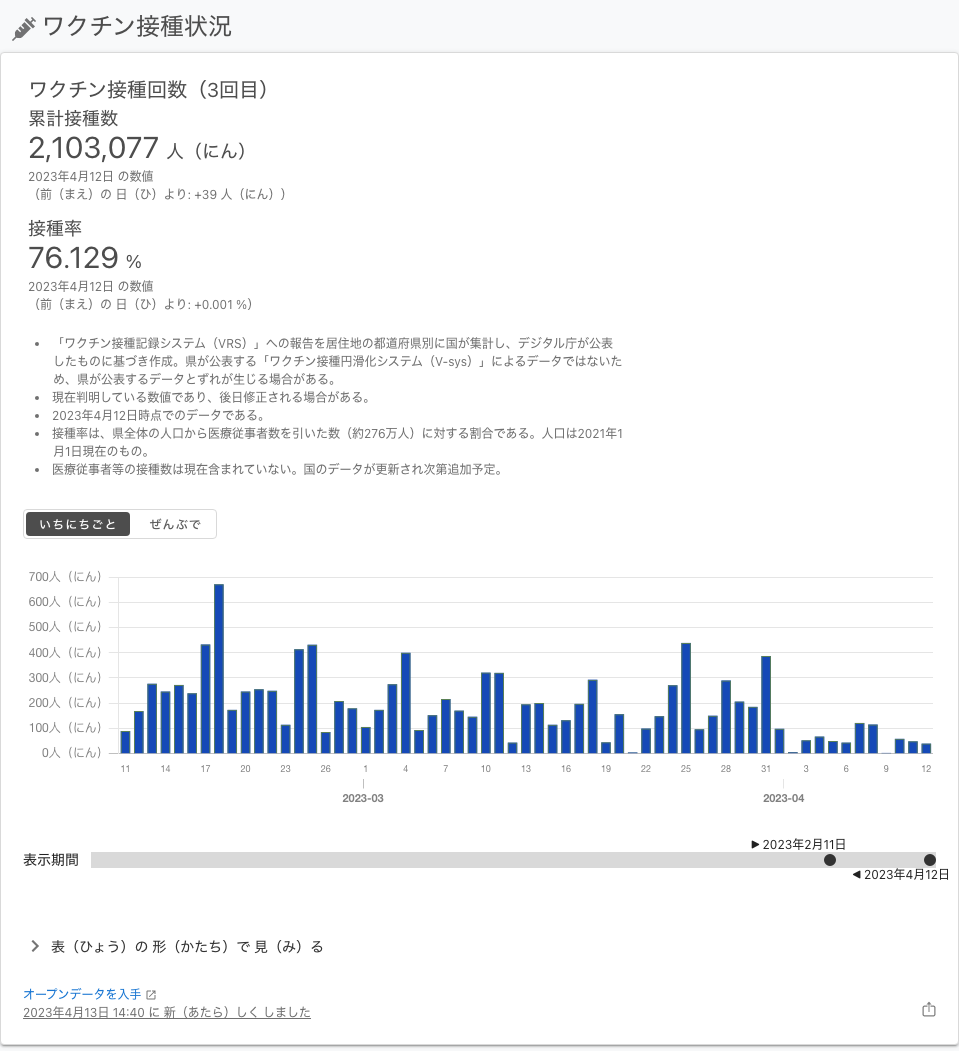 ワクチン接種状況
ワクチン接種回数（3回目）
累計接種数
2,103,077 人（にん）
2023年4月12日 の数値
（前（まえ）の 日（ひ）より: +39 人（にん））
接種率
76.129 %
2023年4月12日 の数値
（前（まえ）の 日（ひ）より: +0.001 %）
• 「ワクチン接種記録システム（VRS）」への報告を居住地の都道府県別に国が集計し、デジタル庁が公表
したものに基づき作成。県が公表する「ワクチン接種円滑化システム（V-sys）」によるデータではないた
め、県が公表するデータとずれが生じる場合がある。
• 現在判明している数値であり、後日修正される場合がある。
• 2023年4月12日時点でのデータである。
• 接種率は、県全体の人口から医療従事者数を引いた数（約276万人）に対する割合である。人口は2021年1
月1日現在のもの。
• 医療従事者等の接種数は現在含まれていない。国のデータが更新され次第追加予定。
いちにちごと ぜんぶで
700人（にん）
600人（にん）
500人（にん）
400人（にん）
300人（にん）
200人（にん）
100人（にん）
0人（にん）
11 14 17 20 23 26 1 4 7 10 13 16 19 22 25 28 31 3 6 9 12
2023-03 2023-04
▶ 2023年2月11日
表示期間
◀ 2023年4月12日
表（ひょう）の 形（かたち）で 見（み）る
オープンデータを入手
2023年4月13日 14:40 に 新（あたら）しく しました